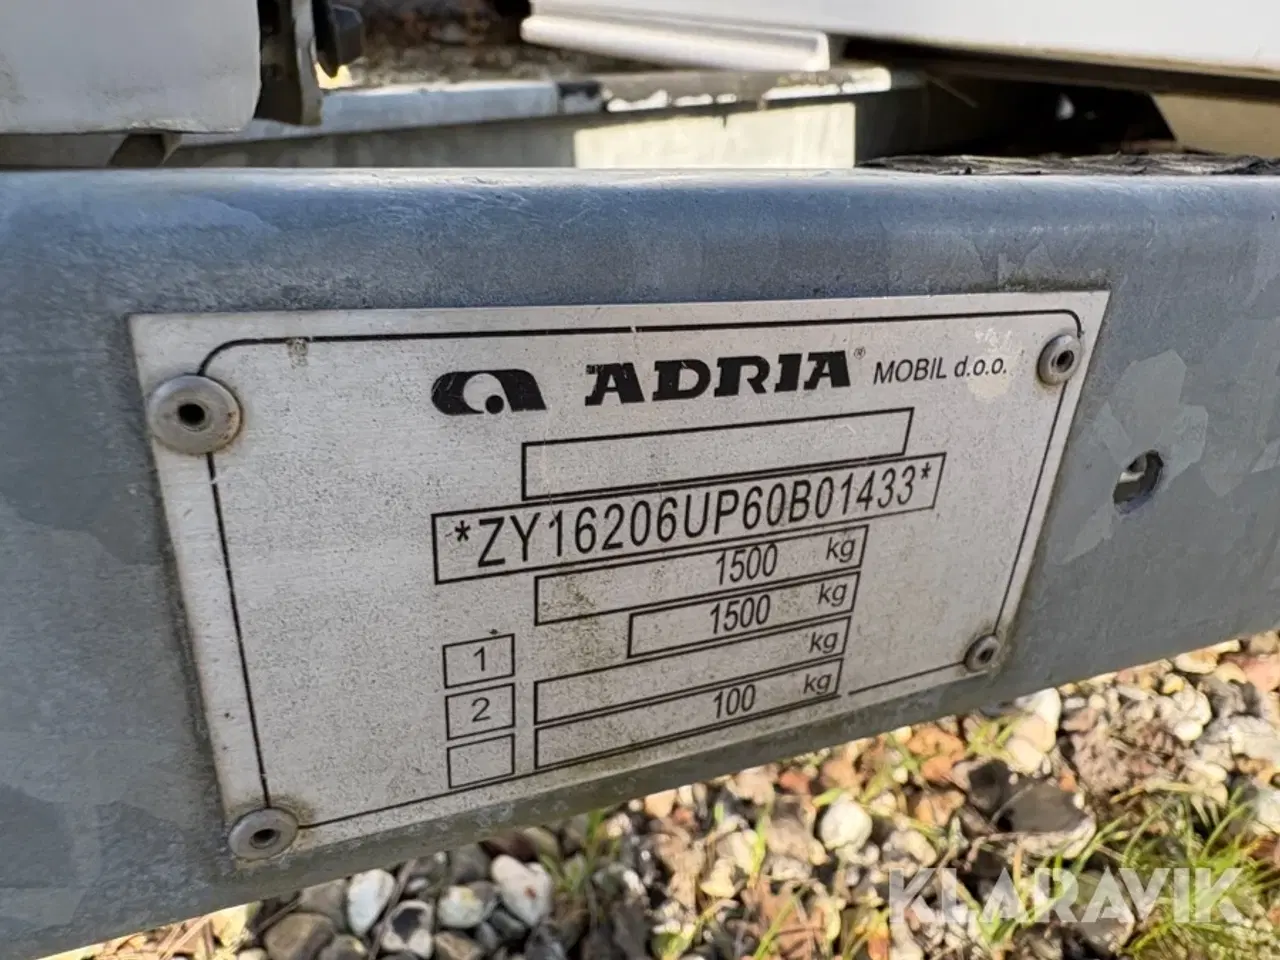 ADRIA® MOBIL d.o.o.
*ZY16206UP60B01433*
1500 kg
1500 kg
1 kg
2 100 kg
KLARAVIK